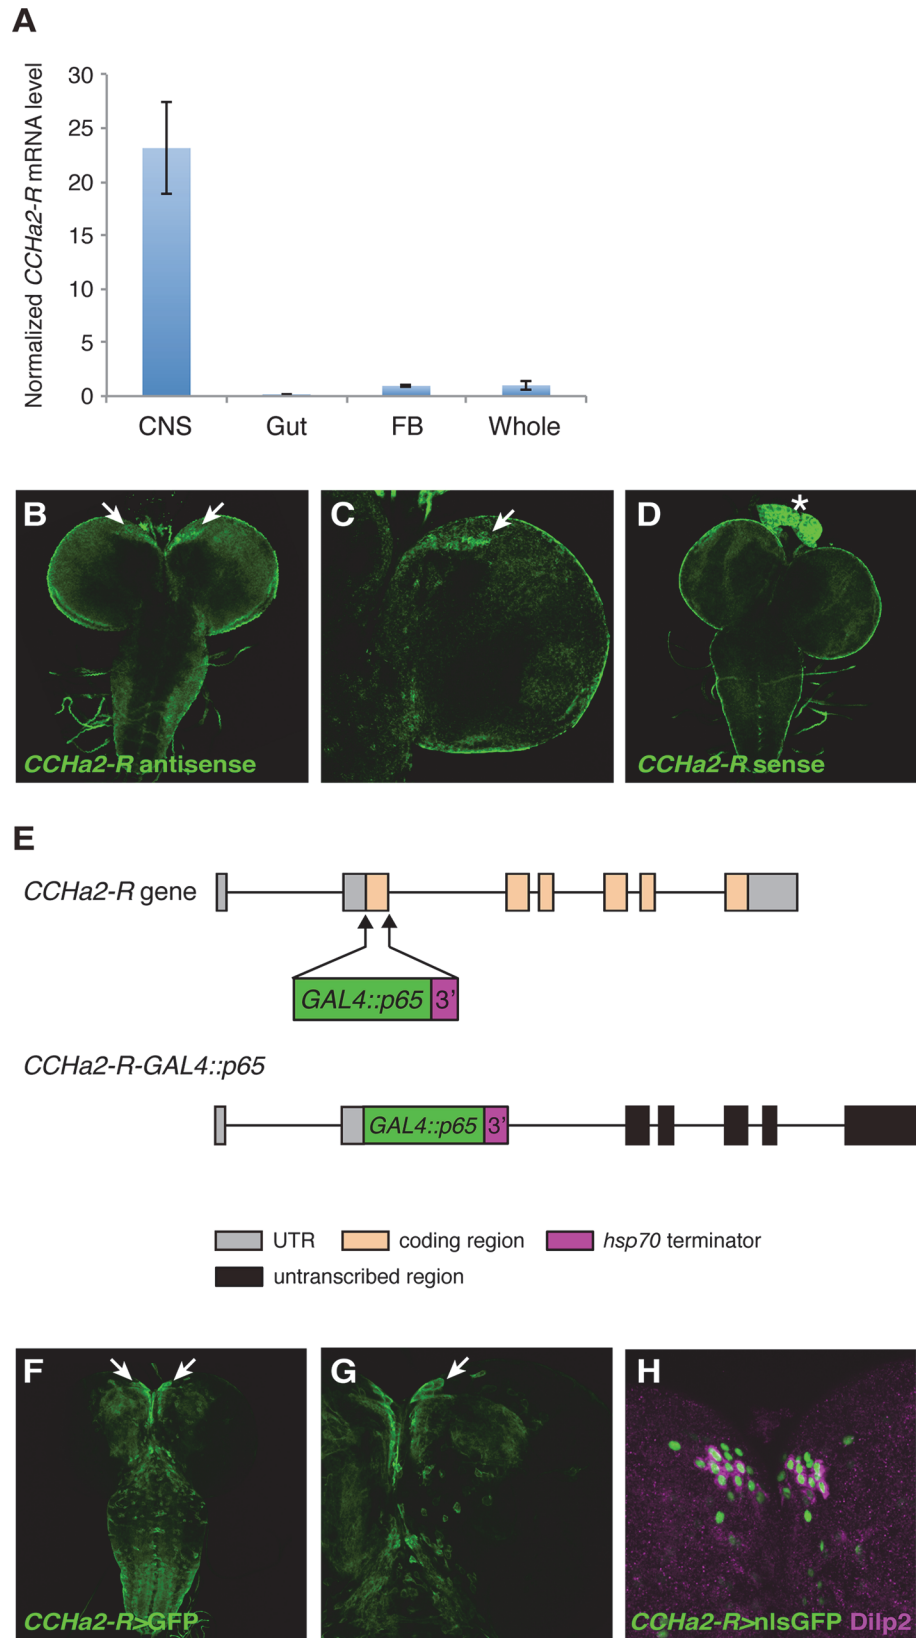 A
Normalized CCHa2-R mRNA level
30
25
20
15
10
5
0
CNS Gut FB Whole
B
CCHa2-R antisense
C
D
*
CCHa2-R sense
E
CCHa2-R gene
GAL4::p65 3'
CCHa2-R-GAL4::p65
GAL4::p65 3'
UTR coding region hsp70 terminator
untranscribed region
F
CCHa2-R>GFP
G
H
CCHa2-R>nlsGFP Dilp2